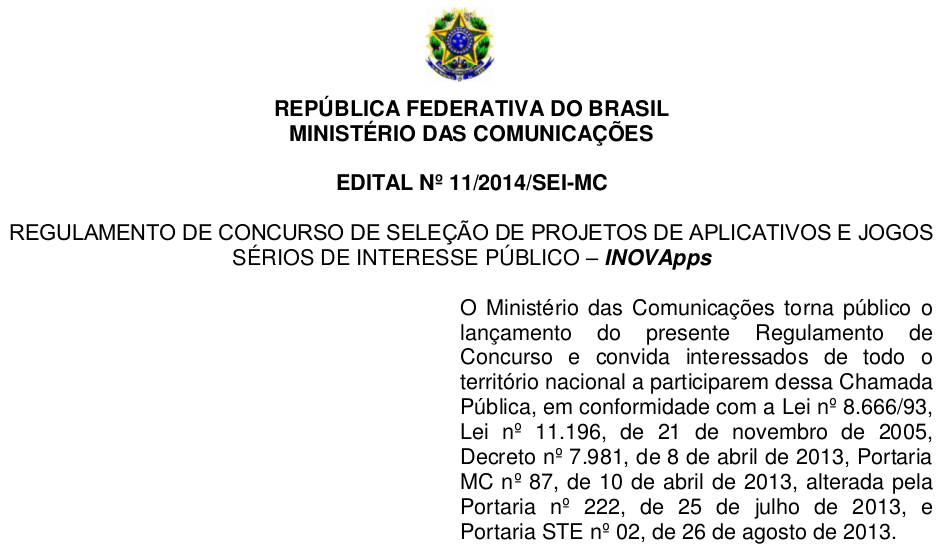 REPÚBLICA FEDERATIVA DO BRASIL
MINISTÉRIO DAS COMUNICAÇÕES
EDITAL Nº 11/2014/SEI-MC
REGULAMENTO DE CONCURSO DE SELEÇÃO DE PROJETOS DE APLICATIVOS E JOGOS
SÉRIOS DE INTERESSE PÚBLICO – INOVApps
O Ministério das Comunicações torna público o
lançamento do presente Regulamento de
Concurso e convida interessados de todo o
território nacional a participarem dessa Chamada
Pública, em conformidade com a Lei nº 8.666/93,
Lei nº 11.196, de 21 de novembro de 2005,
Decreto nº 7.981, de 8 de abril de 2013, Portaria
MC nº 87, de 10 de abril de 2013, alterada pela
Portaria nº 222, de 25 de julho de 2013, e
Portaria STE nº 02, de 26 de agosto de 2013.